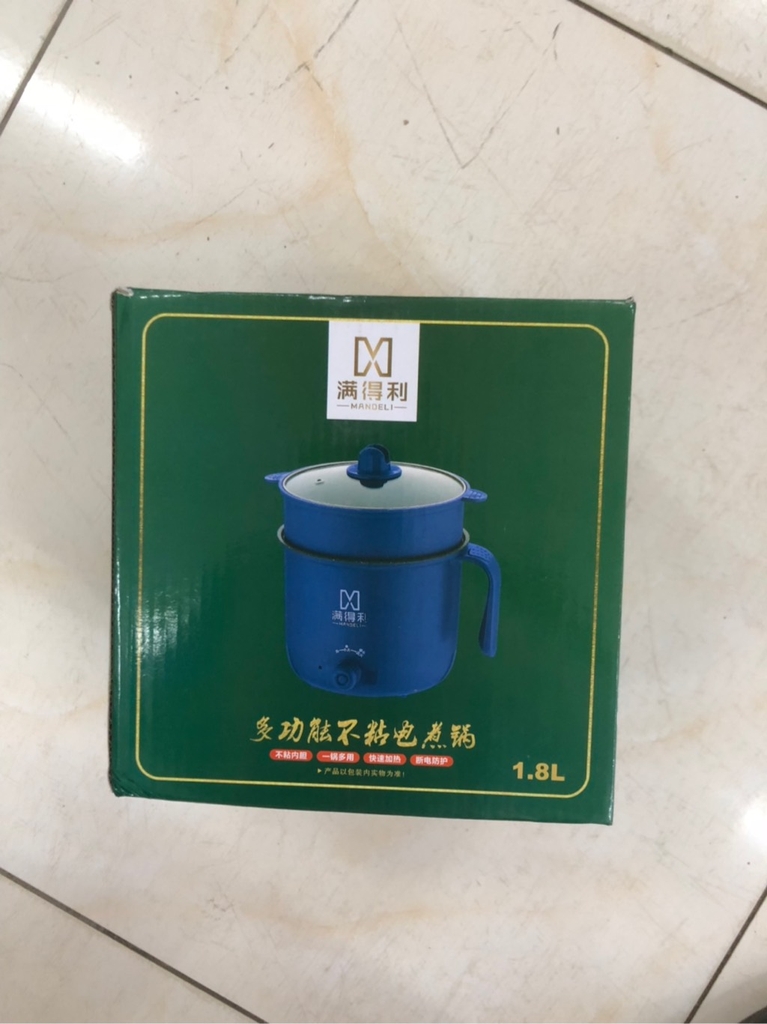 满得利
MANDELI
满得利
MANDELI
多功能不粘电煮锅
不粘内胆 一锅多用 快速加热 断电防护
▶产品以包装内实物为准!
1.8L